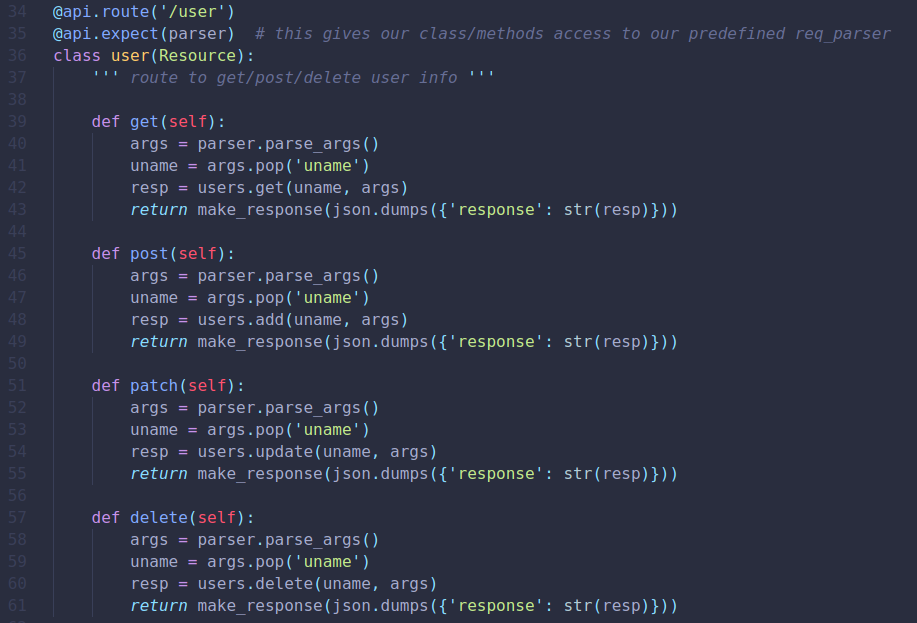 34 @api.route('/user')
35 @api.expect(parser)  # this gives our class/methods access to our predefined req_parser
36 class user(Resource):
37     ''' route to get/post/delete user info '''
38
39     def get(self):
40         args = parser.parse_args()
41         uname = args.pop('uname')
42         resp = users.get(uname, args)
43         return make_response(json.dumps({'response': str(resp)}))
44
45     def post(self):
46         args = parser.parse_args()
47         uname = args.pop('uname')
48         resp = users.add(uname, args)
49         return make_response(json.dumps({'response': str(resp)}))
50
51     def patch(self):
52         args = parser.parse_args()
53         uname = args.pop('uname')
54         resp = users.update(uname, args)
55         return make_response(json.dumps({'response': str(resp)}))
56
57     def delete(self):
58         args = parser.parse_args()
59         uname = args.pop('uname')
60         resp = users.delete(uname, args)
61         return make_response(json.dumps({'response': str(resp)}))